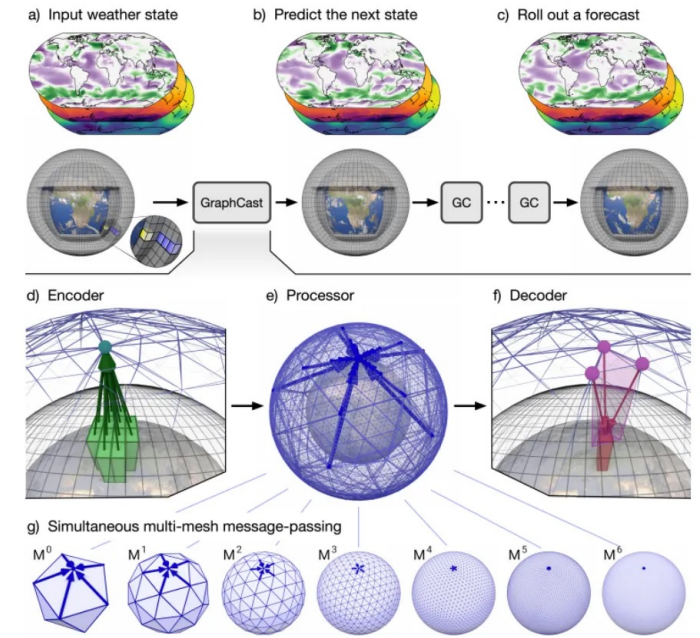 a) Input weather state
b) Predict the next state
c) Roll out a forecast
GraphCast
GC
...
GC
d) Encoder
e) Processor
f) Decoder
g) Simultaneous multi-mesh message-passing
M⁰
M¹
M²
M³
M⁴
M⁵
M⁶